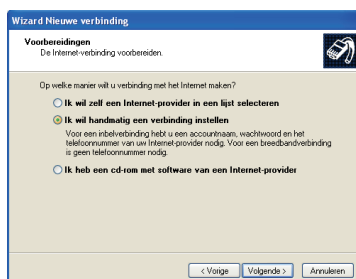 Wizard Nieuwe verbinding
Voorbereidingen
De Internet-verbinding voorbereiden.
Op welke manier wilt u verbinding met het Internet maken?
Ik wil zelf een Internet-provider in een lijst selecteren
Ik wil handmatig een verbinding instellen
Voor een inbelverbinding hebt u een accountnaam, wachtwoord en het
telefoonnummer van uw Internet-provider nodig. Voor een breedbandverbinding
is geen telefoonnummer nodig.
Ik heb een cd-rom met software van een Internet-provider
< Vorige Volgende > Annuleren